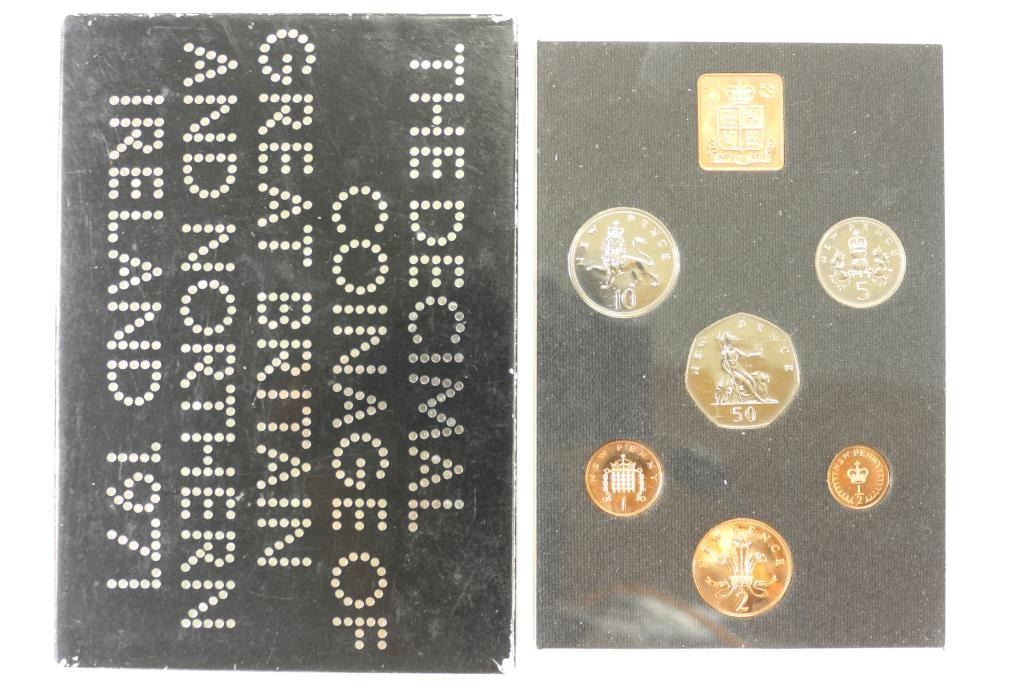 THE DECIMAL
COINAGE OF
GREAT BRITAIN
AND NORTHERN
IRELAND 1971
NEW PENCE
10
NEW PENCE
5
NEW PENCE
50
NEW PENNY
1
NEW PENNY
1/2
NEW PENCE
2